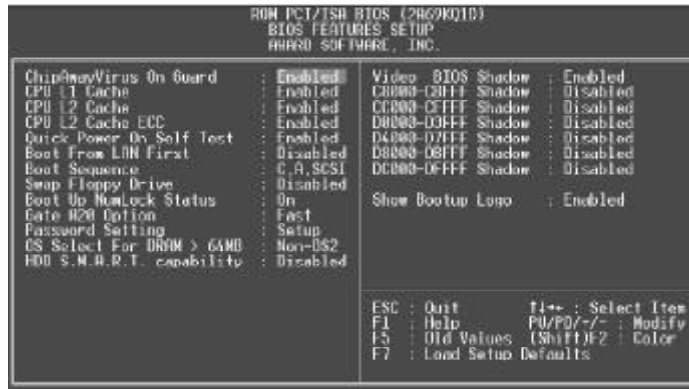 ROM PCI/ISA BIOS (2A69KQ1D)
BIOS FEATURES SETUP
AWARD SOFTWARE, INC.
ChipAwayVirus On Guard : Enabled
CPU L1 Cache : Enabled
CPU L2 Cache : Enabled
CPU L2 Cache ECC : Enabled
Quick Power On Self Test : Enabled
Boot From LAN First : Disabled
Boot Sequence : C,A,SCSI
Swap Floppy Drive : Disabled
Boot Up NumLock Status : On
Gate A20 Option : Fast
Password Setting : Setup
OS Select For DRAM > 64MB : Non-OS2
HDD S.M.A.R.T. capability : Disabled
Video BIOS Shadow : Enabled
C8000-CBFFF Shadow : Disabled
CC000-CFFFF Shadow : Disabled
D0000-D3FFF Shadow : Disabled
D4000-D7FFF Shadow : Disabled
D8000-DBFFF Shadow : Disabled
DC000-DFFFF Shadow : Disabled
Show Bootup Logo : Enabled
ESC : Quit ↑↓→← : Select Item
F1 : Help PU/PD/+/- : Modify
F5 : Old Values (Shift)F2 : Color
F7 : Load Setup Defaults